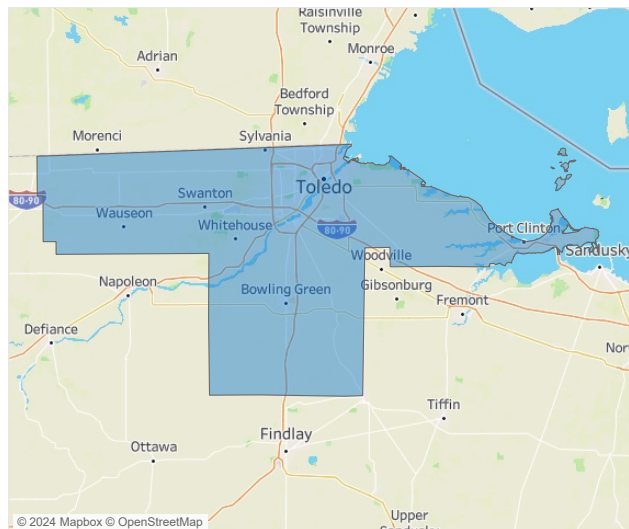 Raisinville
Township
Monroe
Adrian
Bedford
Township
Morenci
Sylvania
Toledo
80-90
Swanton
Wauseon
Whitehouse
80-90
Port Clinton
Woodville
Sandusky
Napoleon
Bowling Green
Gibsonburg
Fremont
Defiance
Nor
Tiffin
Findlay
Ottawa
Upper
© 2024 Mapbox © OpenStreetMap